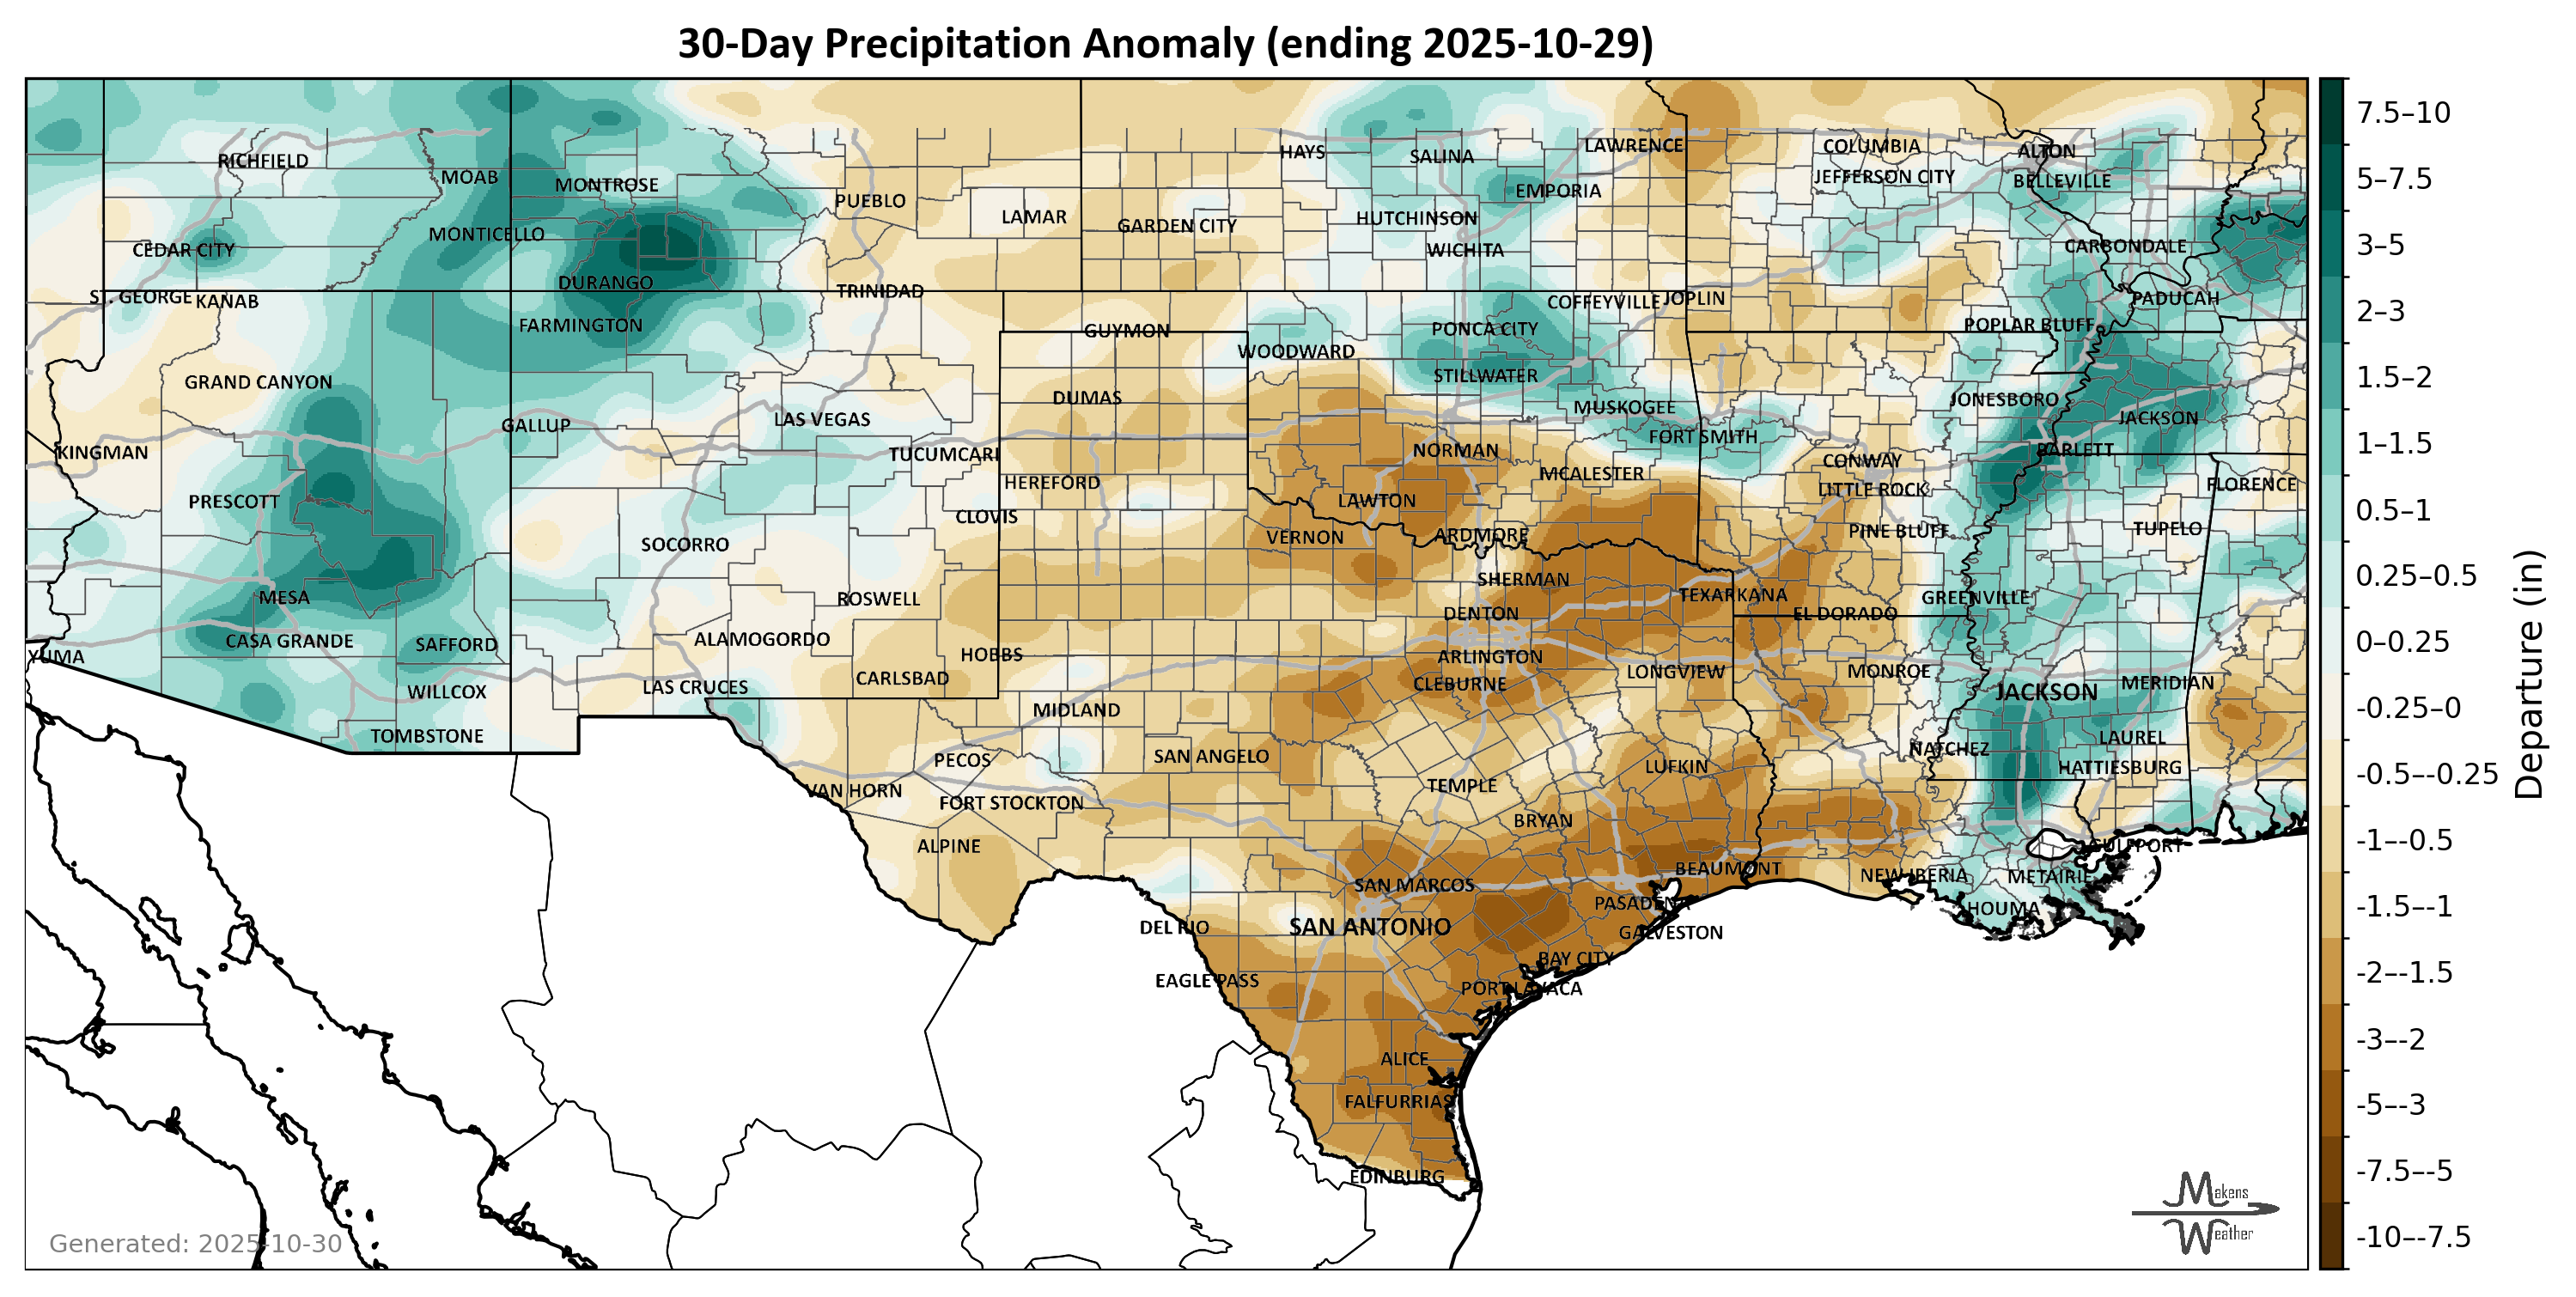 30-Day Precipitation Anomaly (ending 2025-10-29)
RICHFIELD
MOAB
MONTROSE
PUEBLO
LAMAR
GARDEN CITY
HAYS
SALINA
LAWRENCE
EMPORIA
HUTCHINSON
WICHITA
COLUMBIA
JEFFERSON CITY
ALTON
BELLEVILLE
CARBONDALE
CEDAR CITY
MONTICELLO
DURANGO
TRINIDAD
ST. GEORGE
KANAB
FARMINGTON
GUYMON
COFFEYVILLE
JOPLIN
PONCA CITY
POPLAR BLUFF
PADUCAH
WOODWARD
STILLWATER
GRAND CANYON
DUMAS
MUSKOGEE
JONESBORO
JACKSON
GALLUP
LAS VEGAS
KINGMAN
TUCUMCARI
NORMAN
FORT SMITH
BARLETT
CONWAY
MCALESTER
HEREFORD
LITTLE ROCK
FLORENCE
PRESCOTT
LAWTON
CLOVIS
VERNON
ARDMORE
PINE BLUFF
TUPELO
SOCORRO
SHERMAN
MESA
ROSWELL
TEXARKANA
GREENVILLE
DENTON
EL DORADO
CASA GRANDE
SAFFORD
ALAMOGORDO
HOBBS
ARLINGTON
YUMA
CARLSBAD
CLEBURNE
LONGVIEW
MONROE
WILLCOX
LAS CRUCES
MIDLAND
JACKSON
MERIDIAN
TOMBSTONE
PECOS
SAN ANGELO
NATCHEZ
LAUREL
LUFKIN
HATTIESBURG
VAN HORN
FORT STOCKTON
TEMPLE
BRYAN
ALPINE
GULFPORT
SAN MARCOS
BEAUMONT
NEW IBERIA
METAIRIE
PASADENA
HOUMA
DEL RIO
SAN ANTONIO
GALVESTON
BAY CITY
EAGLE PASS
PORT LAVACA
ALICE
FALFURRIAS
EDINBURG
Generated: 2025-10-30
Makens
Weather
7.5–10
5–7.5
3–5
2–3
1.5–2
1–1.5
0.5–1
0.25–0.5
0–0.25
-0.25–0
-0.5–-0.25
-1–-0.5
-1.5–-1
-2–-1.5
-3–-2
-5–-3
-7.5–-5
-10–-7.5
Departure (in)